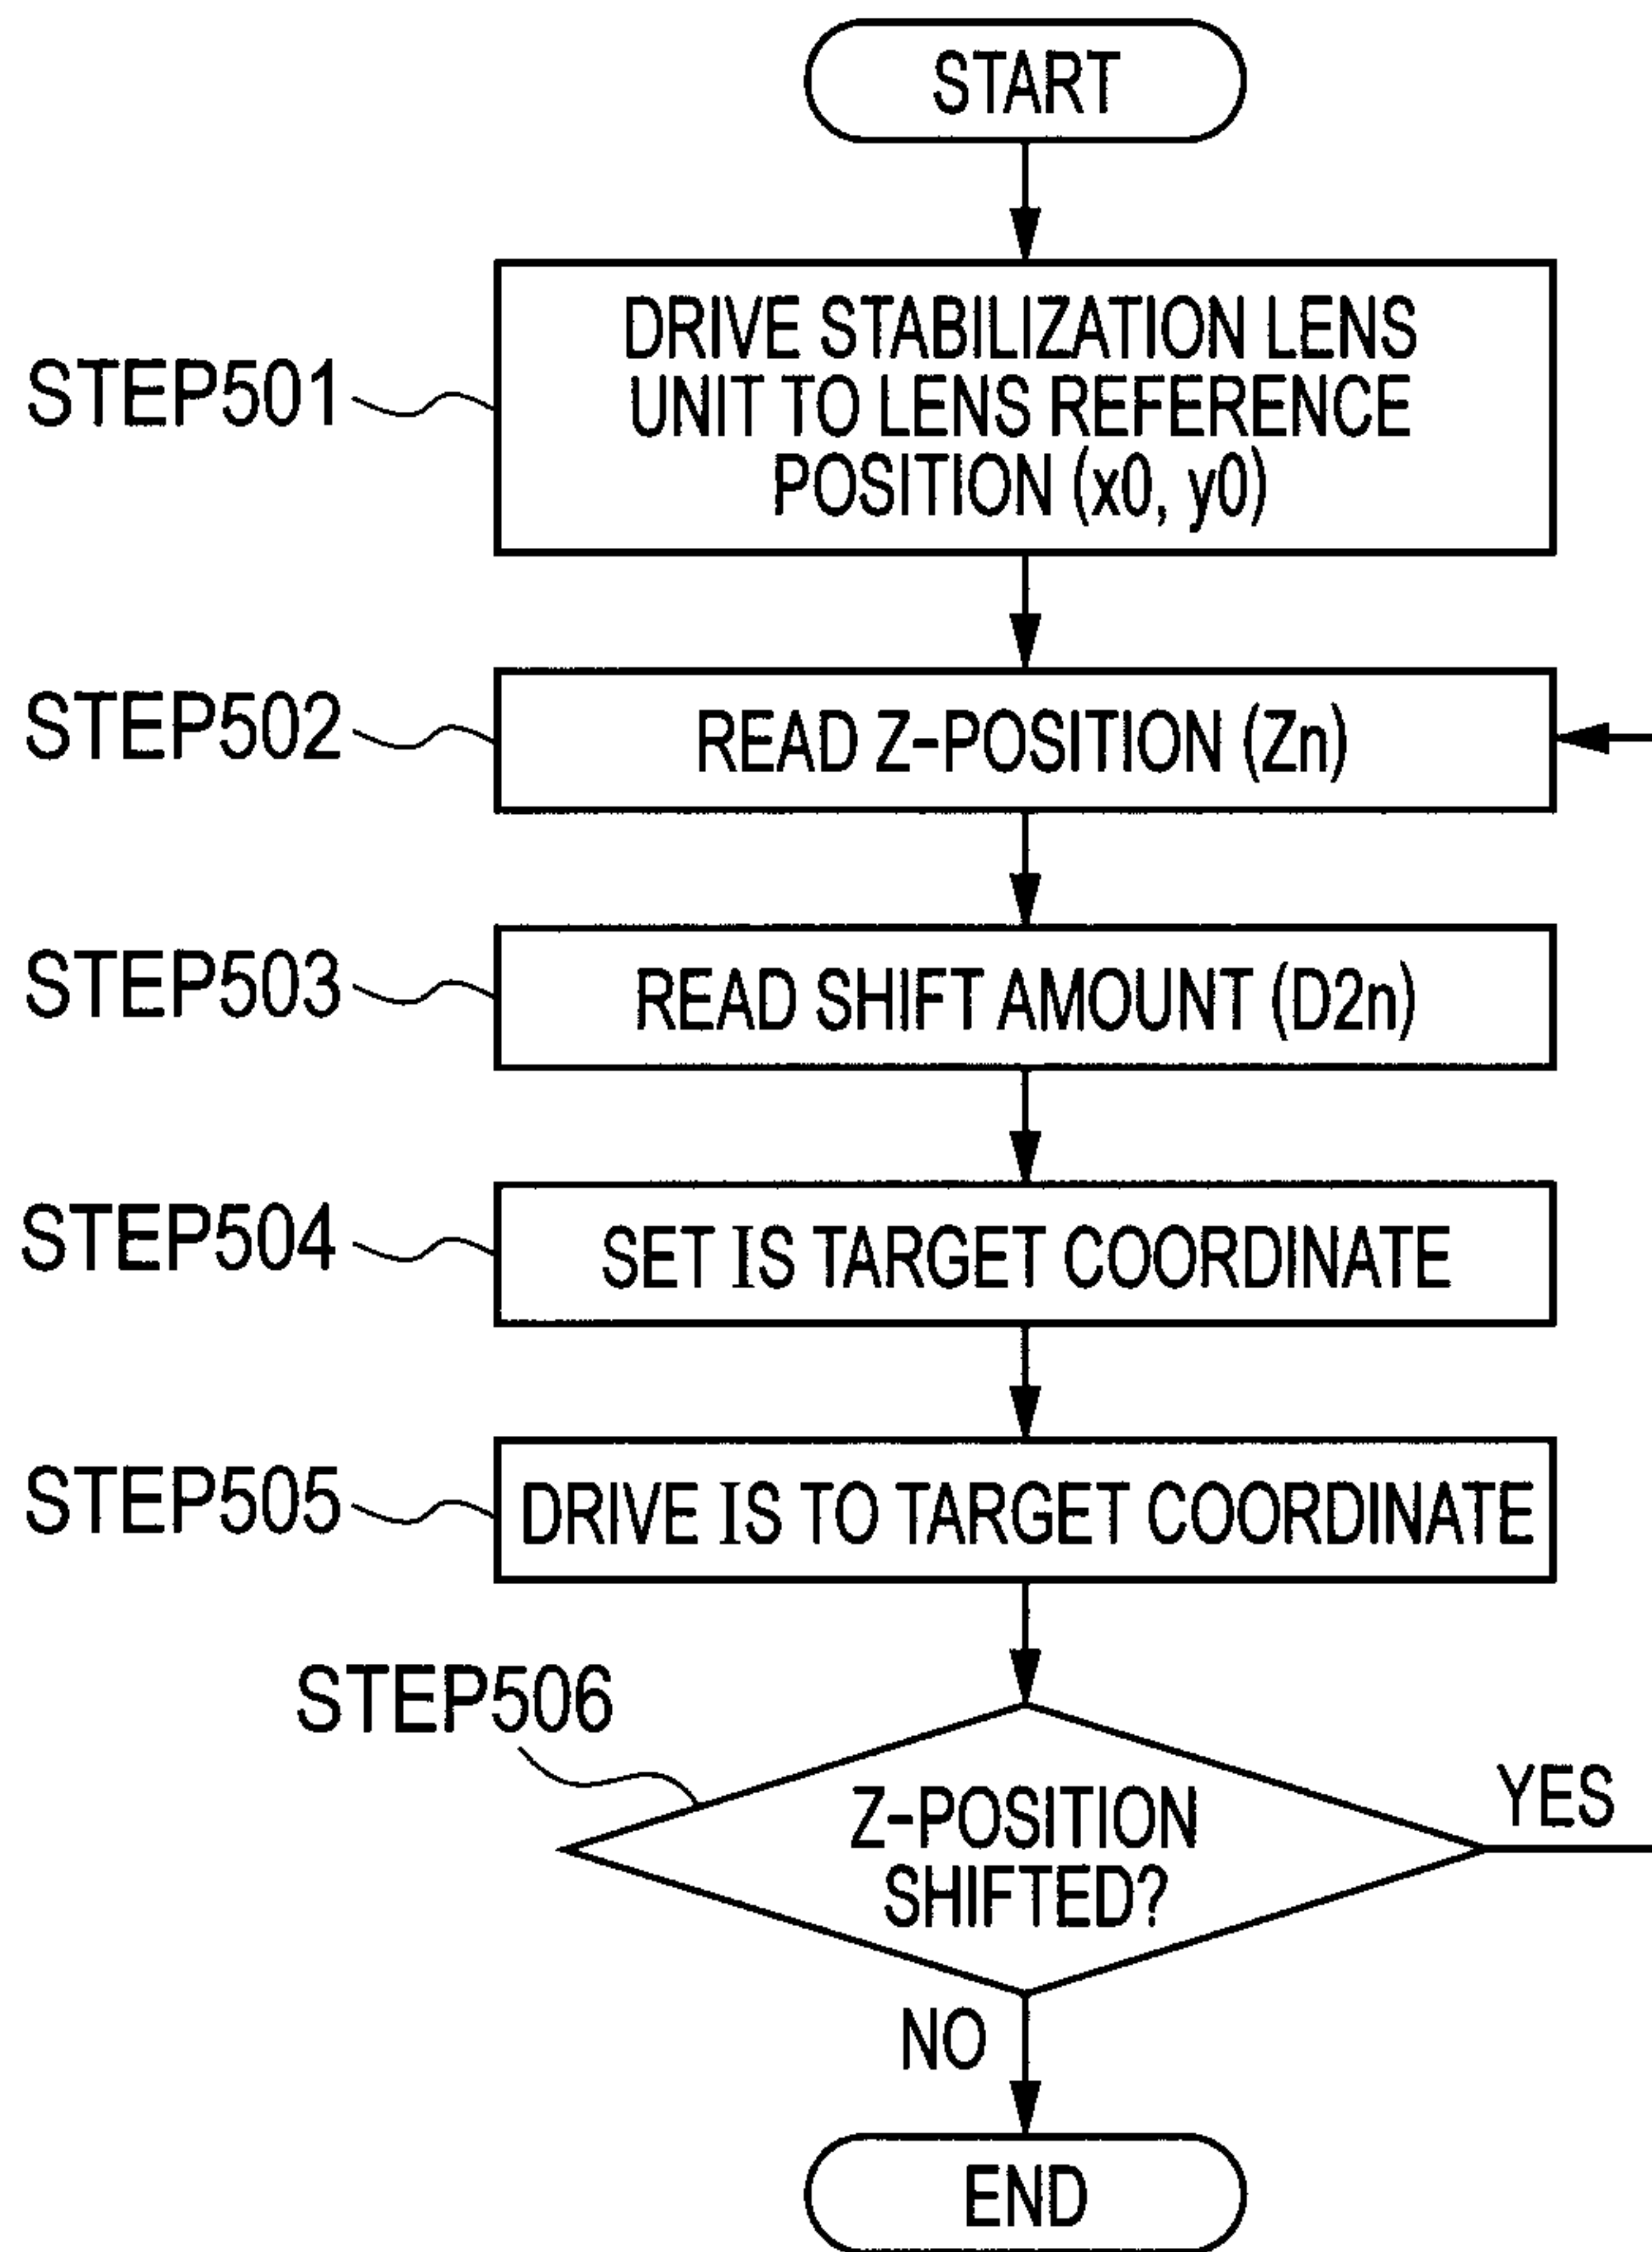 START
STEP501
DRIVE STABILIZATION LENS
UNIT TO LENS REFERENCE
POSITION (x0, y0)
STEP502
READ Z-POSITION (Zn)
STEP503
READ SHIFT AMOUNT (D2n)
STEP504
SET IS TARGET COORDINATE
STEP505
DRIVE IS TO TARGET COORDINATE
STEP506
Z-POSITION
SHIFTED?
YES
NO
END